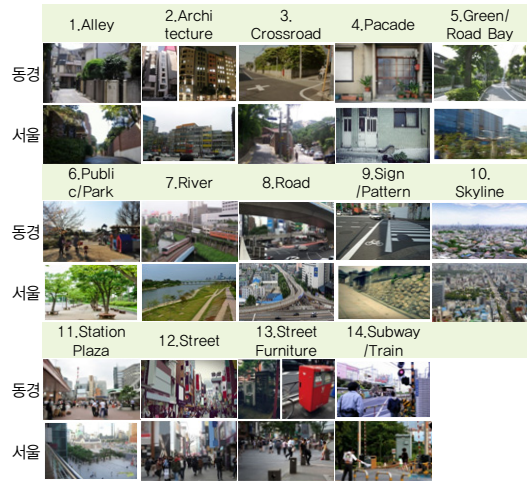 1.Alley
2.Archi
tecture
3.
Crossroad
4.Pacade
5.Green/
Road Bay
동경
서울
6.Publi
c/Park
7.River
8.Road
9.Sign
/Pattern
10.
Skyline
동경
서울
11.Station
Plaza
12.Street
13.Street
Furniture
14.Subway
/Train
동경
서울